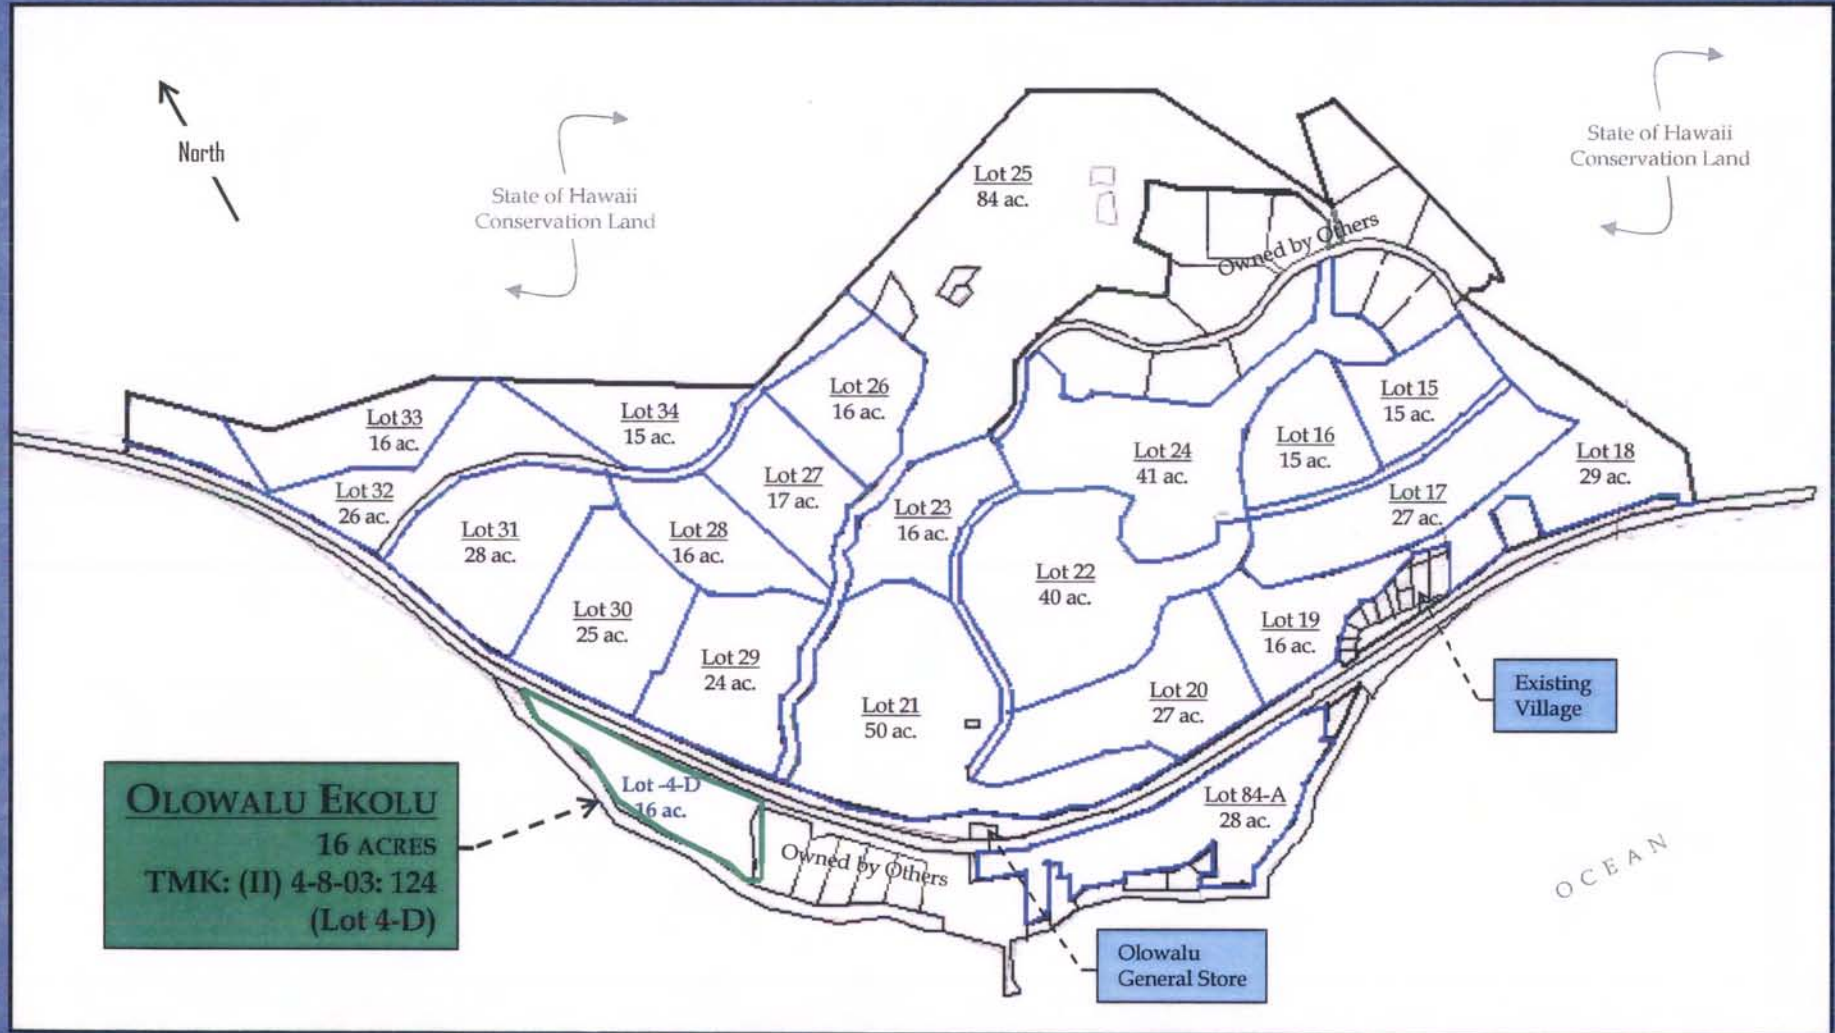 North
State of Hawaii
Conservation Land
State of Hawaii
Conservation Land
Lot 25
84 ac.
Owned by Others
Lot 33
16 ac.
Lot 34
15 ac.
Lot 26
16 ac.
Lot 15
15 ac.
Lot 32
26 ac.
Lot 27
17 ac.
Lot 24
41 ac.
Lot 16
15 ac.
Lot 18
29 ac.
Lot 17
27 ac.
Lot 31
28 ac.
Lot 28
16 ac.
Lot 23
16 ac.
Lot 22
40 ac.
Lot 30
25 ac.
Lot 19
16 ac.
Lot 29
24 ac.
Lot 21
50 ac.
Lot 20
27 ac.
Existing
Village
Lot -4-D
16 ac.
Lot 84-A
28 ac.
OLOWALU EKOLU
16 ACRES
TMK: (II) 4-8-03: 124
(Lot 4-D)
Owned by Others
OCEAN
Olowalu
General Store